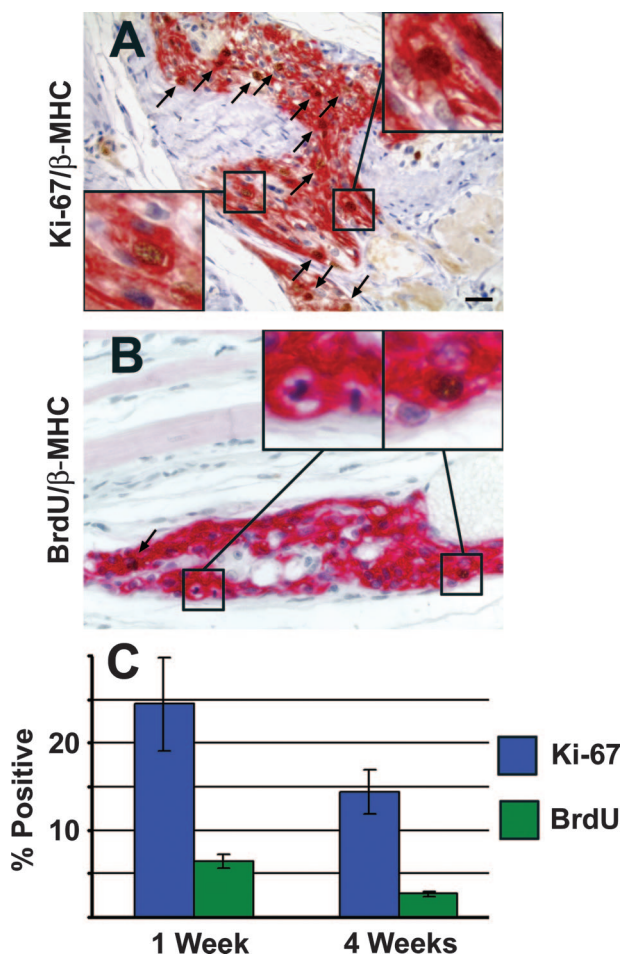 A
Ki-67/β-MHC
B
BrdU/β-MHC
C
% Positive
20
10
1 Week
4 Weeks
Ki-67
BrdU